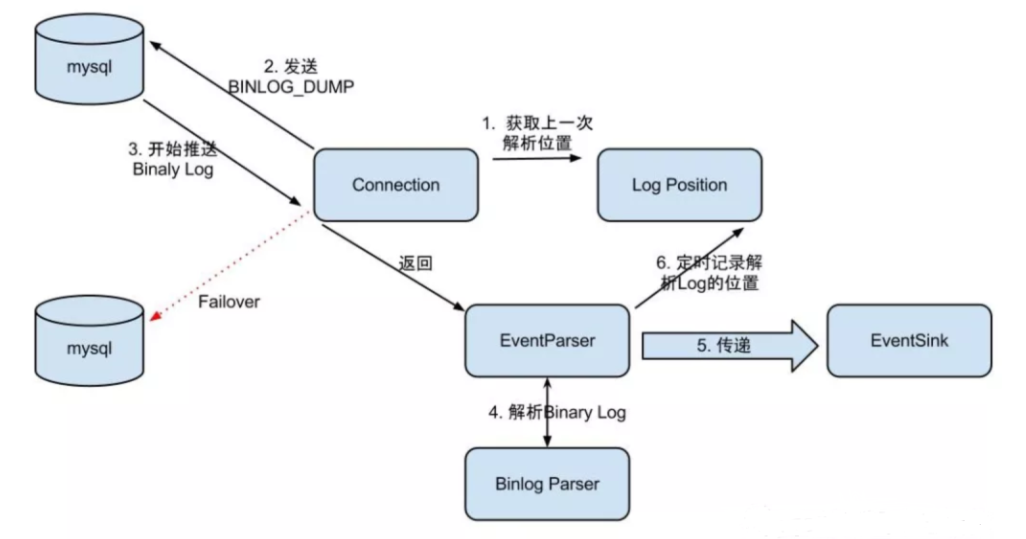 mysql
2. 发送
BINLOG_DUMP
3. 开始推送
Binaly Log
1. 获取上一次
解析位置
Connection
Log Position
返回
6. 定时记录解
析Log的位置
Failover
mysql
EventParser
5. 传递
EventSink
4. 解析Binary Log
Binlog Parser